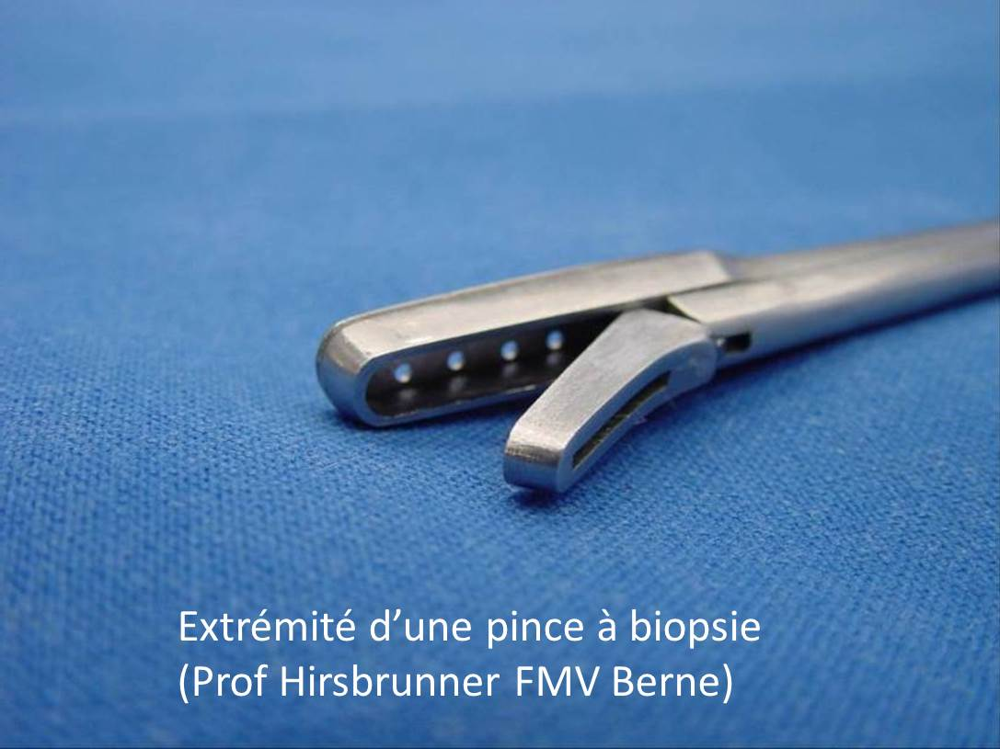 Extrémité d’une pince à biopsie
(Prof Hirsbrunner FMV Berne)